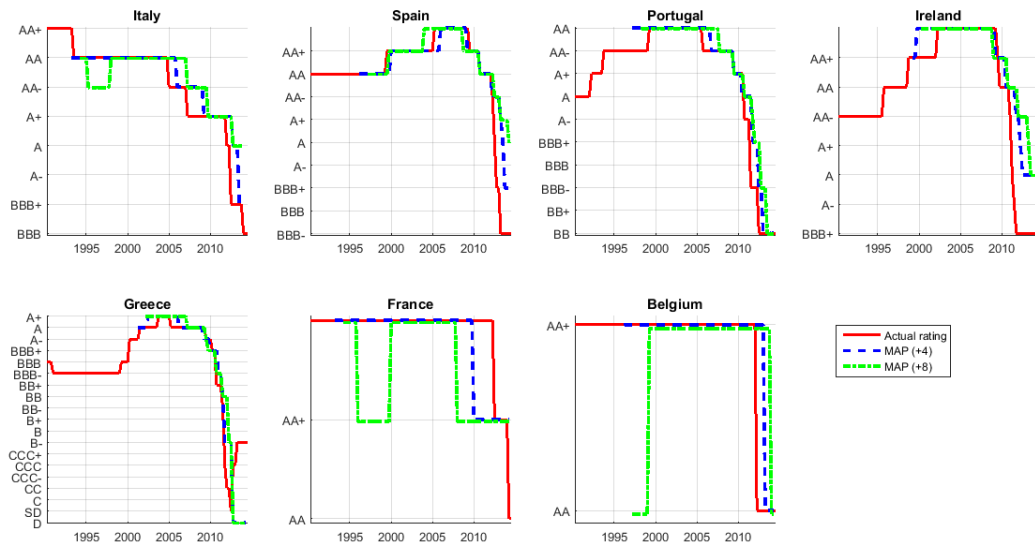 Italy
AA+
AA
AA-
A+
A
A-
BBB+
BBB
1995 2000 2005 2010
Spain
AA+
AA
AA-
A+
A
A-
BBB+
BBB
BBB-
1995 2000 2005 2010
Portugal
AA
AA-
A+
A
A-
BBB+
BBB
BBB-
BB+
BB
1995 2000 2005 2010
Ireland
AA+
AA
AA-
A+
A
A-
BBB+
1995 2000 2005 2010
Greece
A+
A
A-
BBB+
BBB
BBB-
BB+
BB
BB-
B+
B
B-
CCC+
CCC
CCC-
CC
C
SD
D
1995 2000 2005 2010
France
AA+
AA
1995 2000 2005 2010
Belgium
AA+
AA
1995 2000 2005 2010
Actual rating
MAP (+4)
MAP (+8)